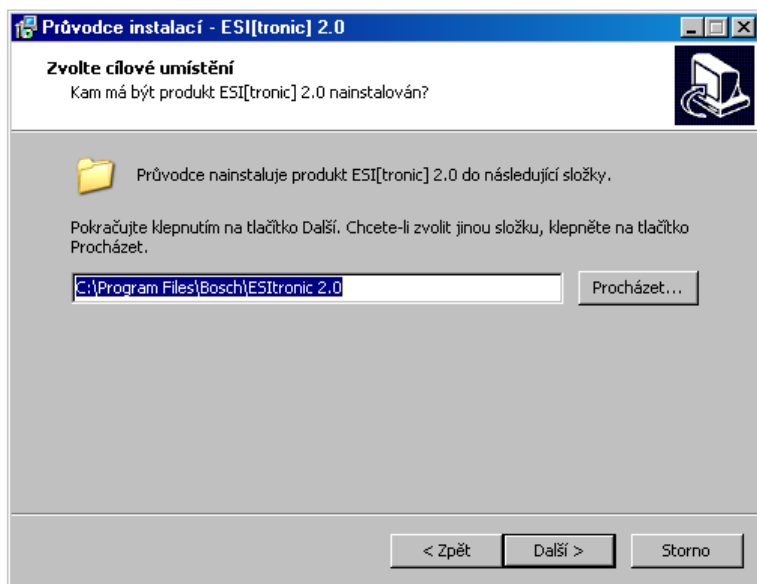 Průvodce instalací - ESI[tronic] 2.0
Zvolte cílové umístění
Kam má být produkt ESI[tronic] 2.0 nainstalován?
Průvodce nainstaluje produkt ESI[tronic] 2.0 do následující složky.
Pokračujte klepnutím na tlačítko Další. Chcete-li zvolit jinou složku, klepněte na tlačítko
Procházet.
C:\Program Files\Bosch\ESItronic 2.0
Procházet...
< Zpět
Další >
Storno